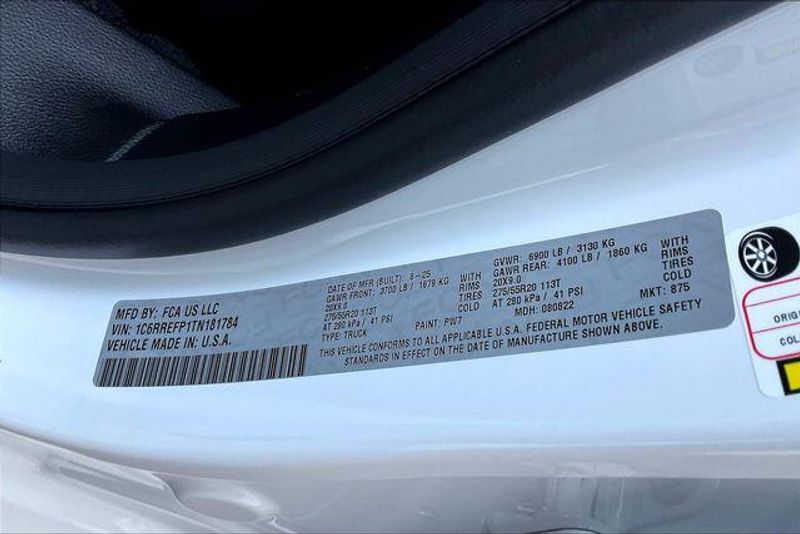 MFD BY: FCA US LLC
VIN: 1C6RREFP1TN181784
VEHICLE MADE IN U.S.A.
DATE OF MFR (BUILT): 8-25
GAWR FRONT: 3700 LB / 1679 KG WITH
20X9.0 RIMS
275/55R20 113T TIRES
AT 280 kPa / 41 PSI COLD
TYPE: TRUCK PAINT: PW7
GVWR: 6900 LB / 3130 KG
GAWR REAR: 4100 LB / 1860 KG WITH
20X9.0 RIMS
275/55R20 113T TIRES
AT 280 kPa / 41 PSI COLD
MDH: 080822 MKT: 875
THIS VEHICLE CONFORMS TO ALL APPLICABLE U.S.A. FEDERAL MOTOR VEHICLE SAFETY
STANDARDS IN EFFECT ON THE DATE OF MANUFACTURE SHOWN ABOVE.